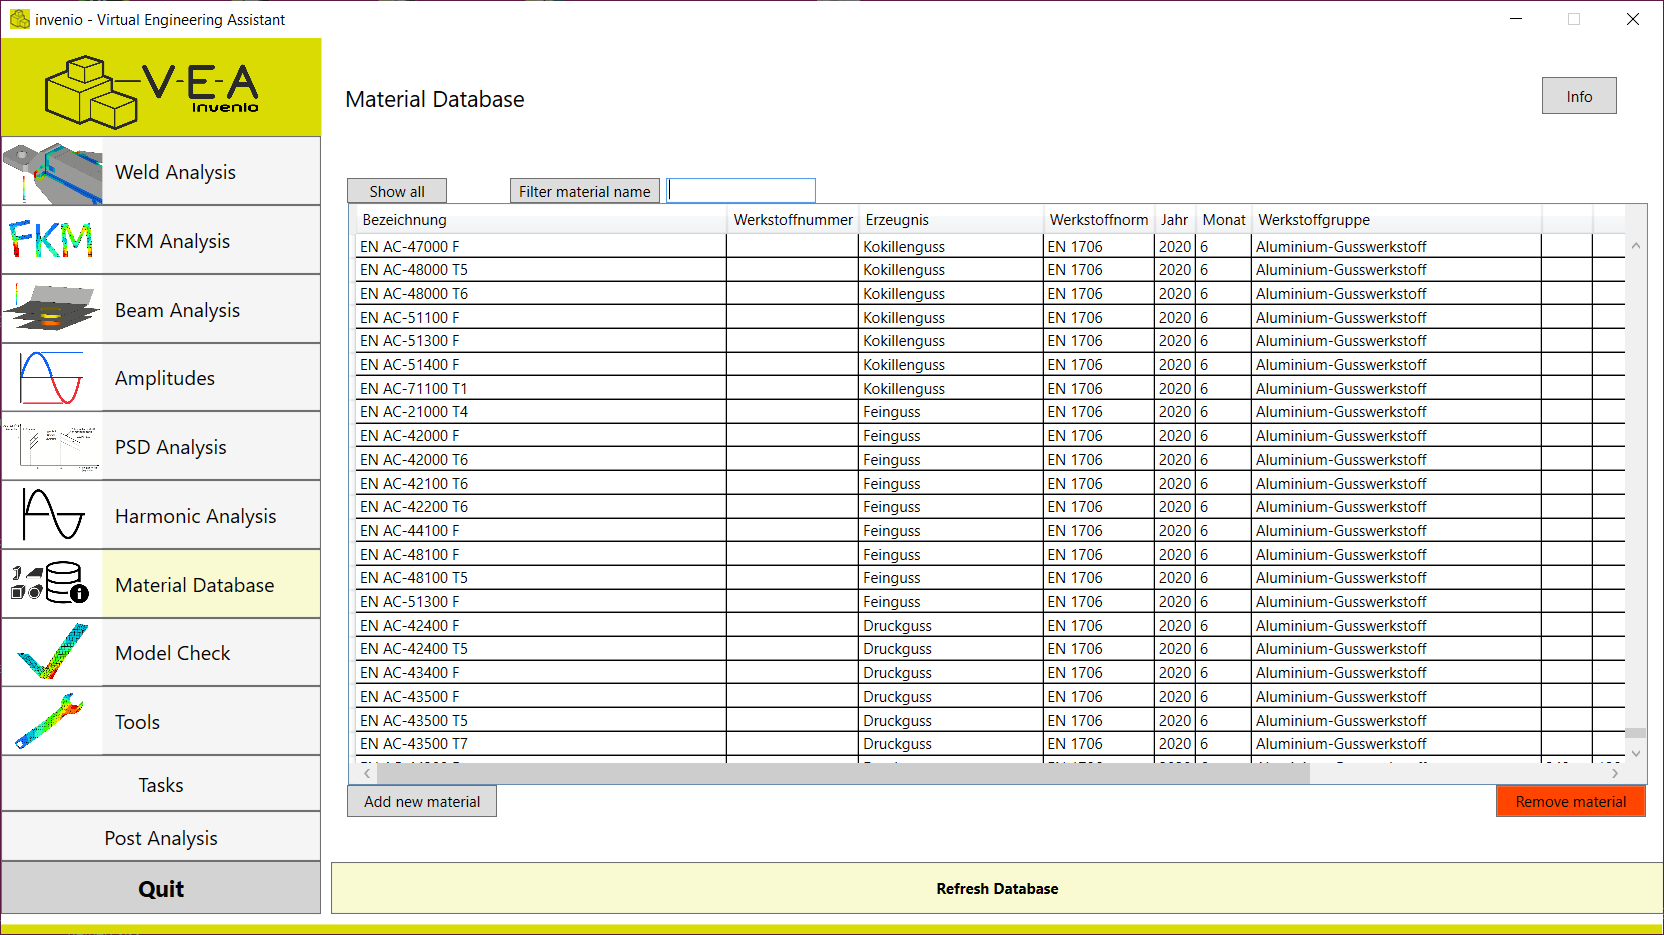 invenio - Virtual Engineering Assistant
V-E-A
invenio
Material Database
Info
Weld Analysis
FKM
FKM Analysis
Beam Analysis
Amplitudes
PSD Analysis
Harmonic Analysis
Material Database
Model Check
Tools
Tasks
Post Analysis
Quit
Show all
Filter material name
Bezeichnung Werkstoffnummer Erzeugnis Werkstoffnorm Jahr Monat Werkstoffgruppe
EN AC-47000 F Kokillenguss EN 1706 2020 6 Aluminium-Gusswerkstoff
EN AC-48000 T5 Kokillenguss EN 1706 2020 6 Aluminium-Gusswerkstoff
EN AC-48000 T6 Kokillenguss EN 1706 2020 6 Aluminium-Gusswerkstoff
EN AC-51100 F Kokillenguss EN 1706 2020 6 Aluminium-Gusswerkstoff
EN AC-51300 F Kokillenguss EN 1706 2020 6 Aluminium-Gusswerkstoff
EN AC-51400 F Kokillenguss EN 1706 2020 6 Aluminium-Gusswerkstoff
EN AC-71100 T1 Kokillenguss EN 1706 2020 6 Aluminium-Gusswerkstoff
EN AC-21000 T4 Feinguss EN 1706 2020 6 Aluminium-Gusswerkstoff
EN AC-42000 F Feinguss EN 1706 2020 6 Aluminium-Gusswerkstoff
EN AC-42000 T6 Feinguss EN 1706 2020 6 Aluminium-Gusswerkstoff
EN AC-42100 T6 Feinguss EN 1706 2020 6 Aluminium-Gusswerkstoff
EN AC-42200 T6 Feinguss EN 1706 2020 6 Aluminium-Gusswerkstoff
EN AC-44100 F Feinguss EN 1706 2020 6 Aluminium-Gusswerkstoff
EN AC-48100 F Feinguss EN 1706 2020 6 Aluminium-Gusswerkstoff
EN AC-48100 T5 Feinguss EN 1706 2020 6 Aluminium-Gusswerkstoff
EN AC-51300 F Feinguss EN 1706 2020 6 Aluminium-Gusswerkstoff
EN AC-42400 F Druckguss EN 1706 2020 6 Aluminium-Gusswerkstoff
EN AC-42400 T5 Druckguss EN 1706 2020 6 Aluminium-Gusswerkstoff
EN AC-43400 F Druckguss EN 1706 2020 6 Aluminium-Gusswerkstoff
EN AC-43500 F Druckguss EN 1706 2020 6 Aluminium-Gusswerkstoff
EN AC-43500 T5 Druckguss EN 1706 2020 6 Aluminium-Gusswerkstoff
EN AC-43500 T7 Druckguss EN 1706 2020 6 Aluminium-Gusswerkstoff
Add new material
Remove material
Refresh Database